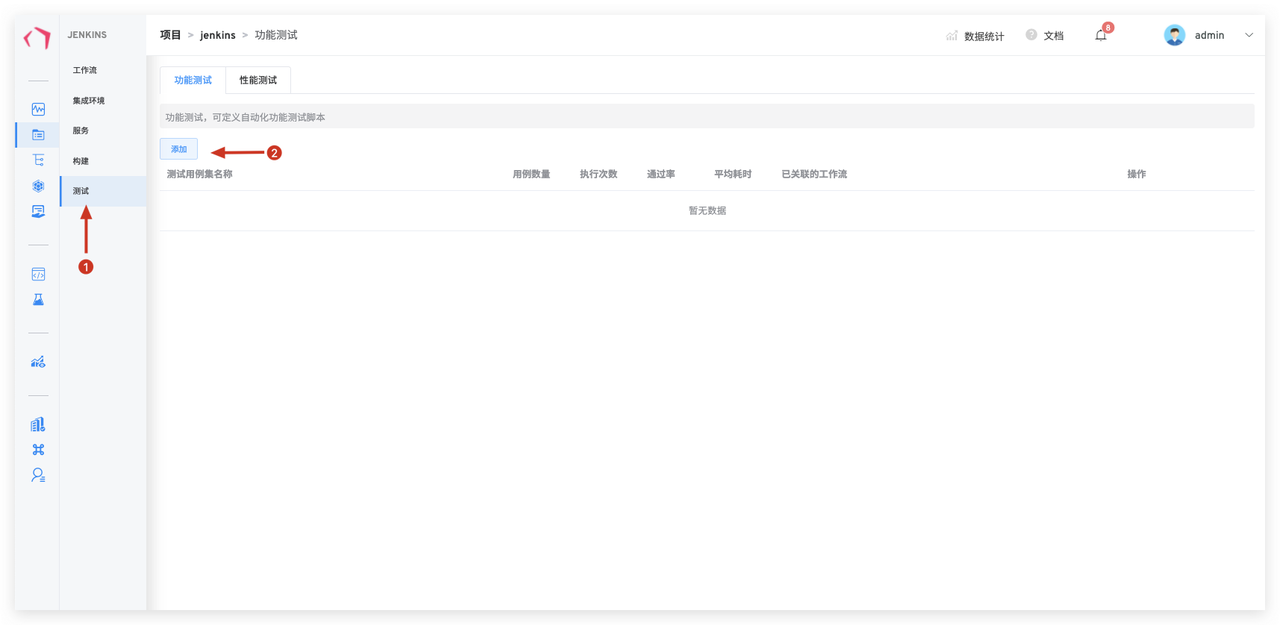 JENKINS
项目 > jenkins > 功能测试
数据统计
文档
8
admin
工作流
集成环境
服务
构建
测试
1
功能测试
性能测试
功能测试，可定义自动化功能测试脚本
添加
2
测试用例集名称 用例数量 执行次数 通过率 平均耗时 已关联的工作流 操作
暂无数据